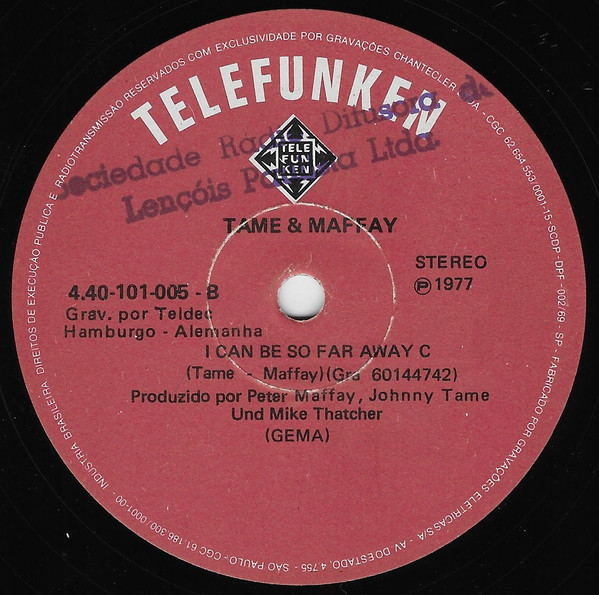 TELEFUNKEN
TELE
FUN
KEN
Sociedade Rádio Difusora de
Lençóis Paulista Ltda.
TAME & MAFFAY
STEREO
℗ 1977
4.40-101-005 - B
Grav. por Teldec
Hamburgo - Alemanha
I CAN BE SO FAR AWAY C
(Tame - Maffay)(Gra 60144742)
Produzido por Peter Maffay, Johnny Tame
Und Mike Thatcher
(GEMA)
INDUSTRIA BRASILEIRA DIREITOS DE EXECUÇÃO PUBLICA E RADIOTRANSMISSÃO RESERVADOS COM EXCLUSIVIDADE POR GRAVAÇÕES CHANTECLER LTDA. - CGC 62.654.553/0001-15 - SCDP - DPF - 002/69 - SP - FABRICADO POR GRAVAÇÕES ELETRICAS S/A - AV. DO ESTADO, 4.755 - SÃO PAULO - CGC 61.186.300/0001-00 -